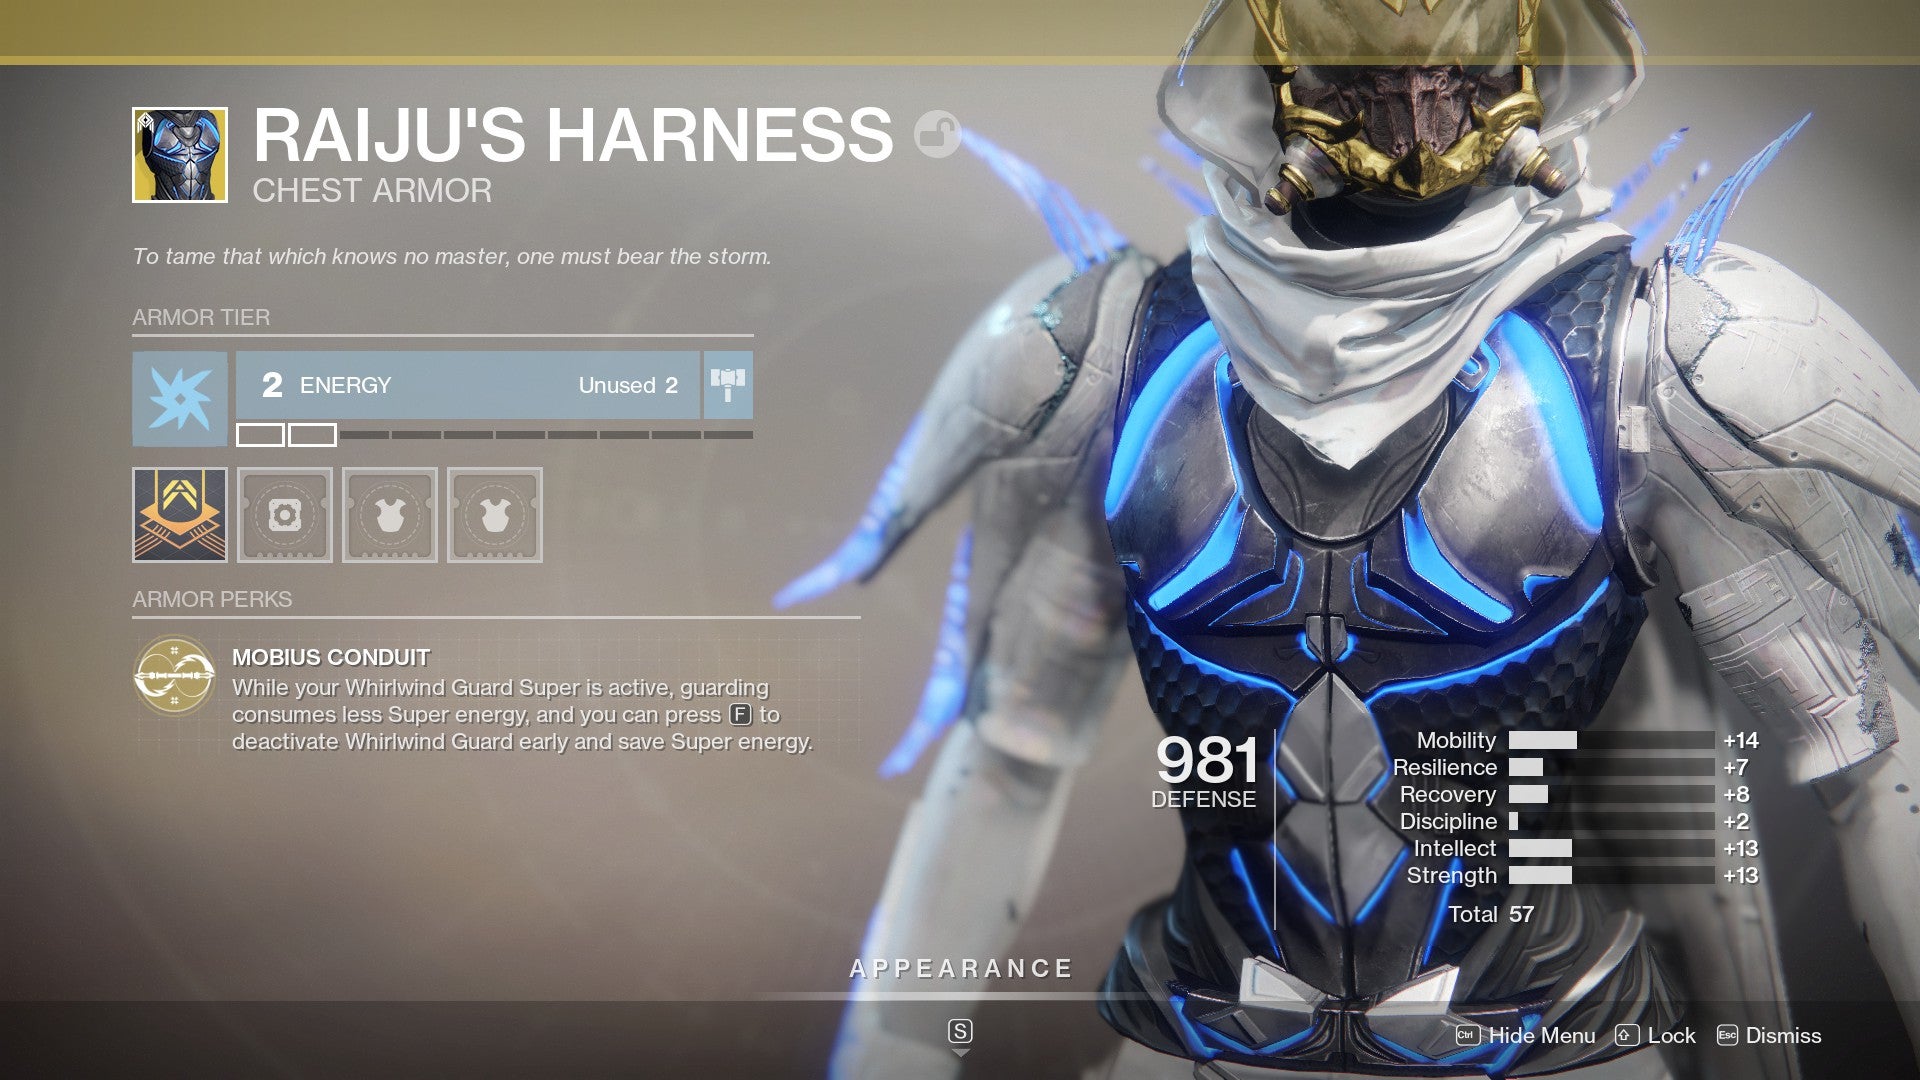 RAIJU'S HARNESS
CHEST ARMOR
To tame that which knows no master, one must bear the storm.
ARMOR TIER
2 ENERGY Unused 2
ARMOR PERKS
MOBIUS CONDUIT
While your Whirlwind Guard Super is active, guarding
consumes less Super energy, and you can press F to
deactivate Whirlwind Guard early and save Super energy.
981
DEFENSE
Mobility +14
Resilience +7
Recovery +8
Discipline +2
Intellect +13
Strength +13
Total 57
APPEARANCE
S
Ctrl Hide Menu Lock Esc Dismiss